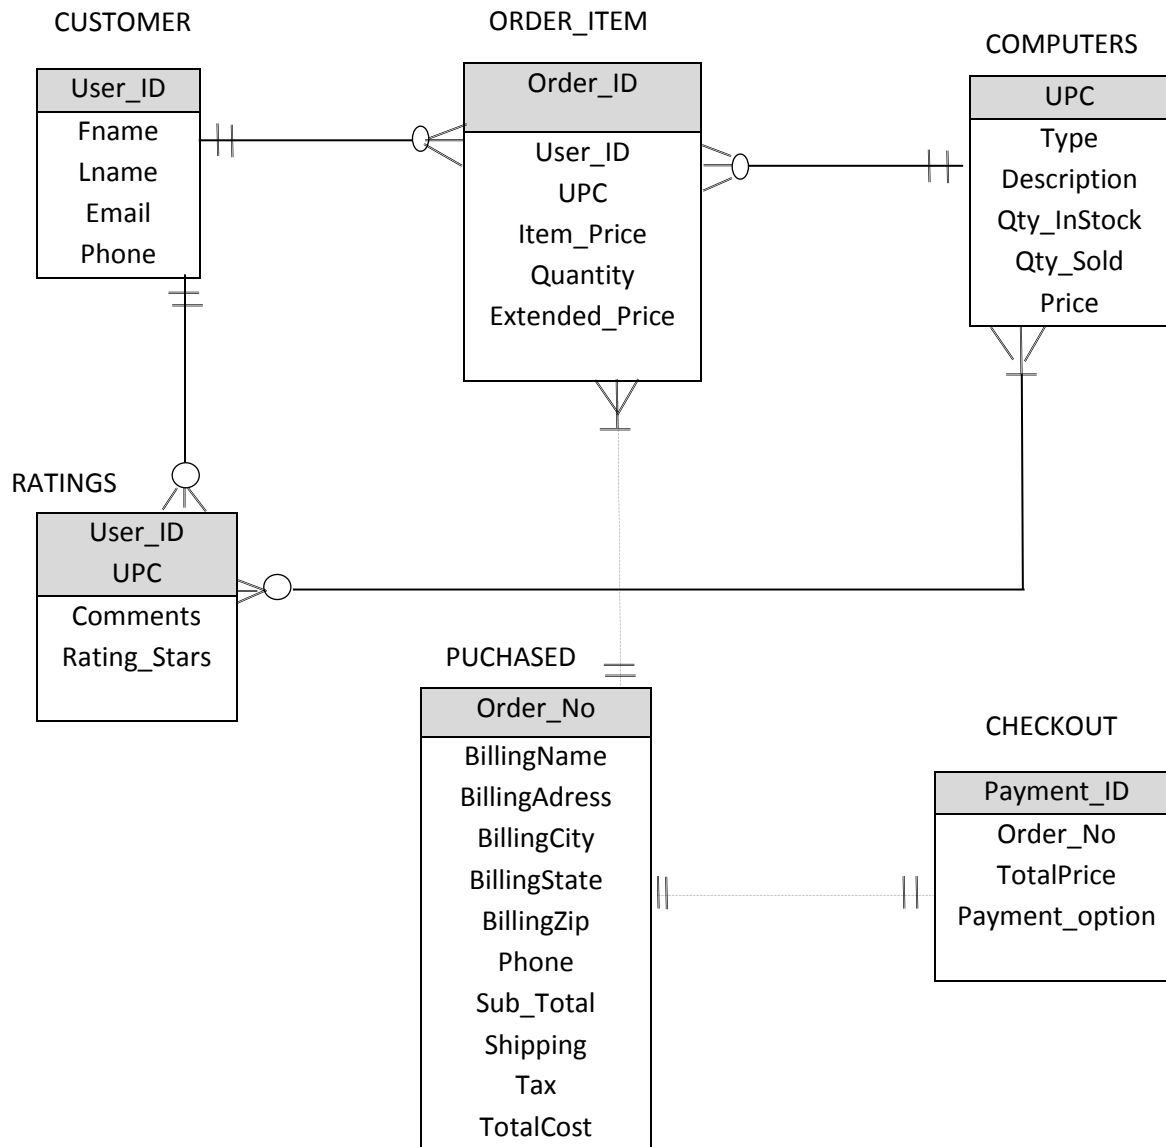 CUSTOMER
User_ID
Fname
Lname
Email
Phone
ORDER_ITEM
Order_ID
User_ID
UPC
Item_Price
Quantity
Extended_Price
COMPUTERS
UPC
Type
Description
Qty_InStock
Qty_Sold
Price
RATINGS
User_ID
UPC
Comments
Rating_Stars
PUCHASED
Order_No
BillingName
BillingAdress
BillingCity
BillingState
BillingZip
Phone
Sub_Total
Shipping
Tax
TotalCost
CHECKOUT
Payment_ID
Order_No
TotalPrice
Payment_option